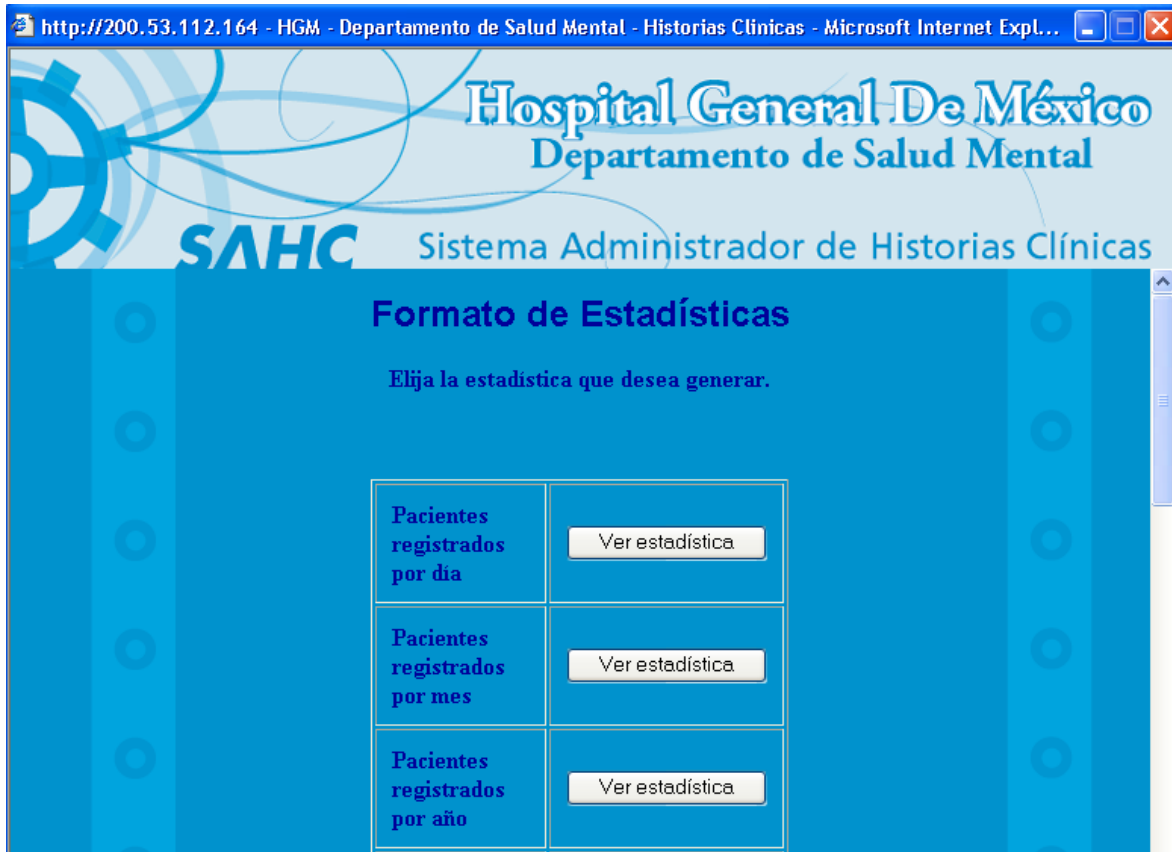 http://200.53.112.164 - HGM - Departamento de Salud Mental - Historias Clinicas - Microsoft Internet Expl...
Hospital General De México
Departamento de Salud Mental
SAHC Sistema Administrador de Historias Clínicas
Formato de Estadísticas
Elija la estadística que desea generar.
Pacientes
registrados
por día
Ver estadística
Pacientes
registrados
por mes
Ver estadística
Pacientes
registrados
por año
Ver estadística